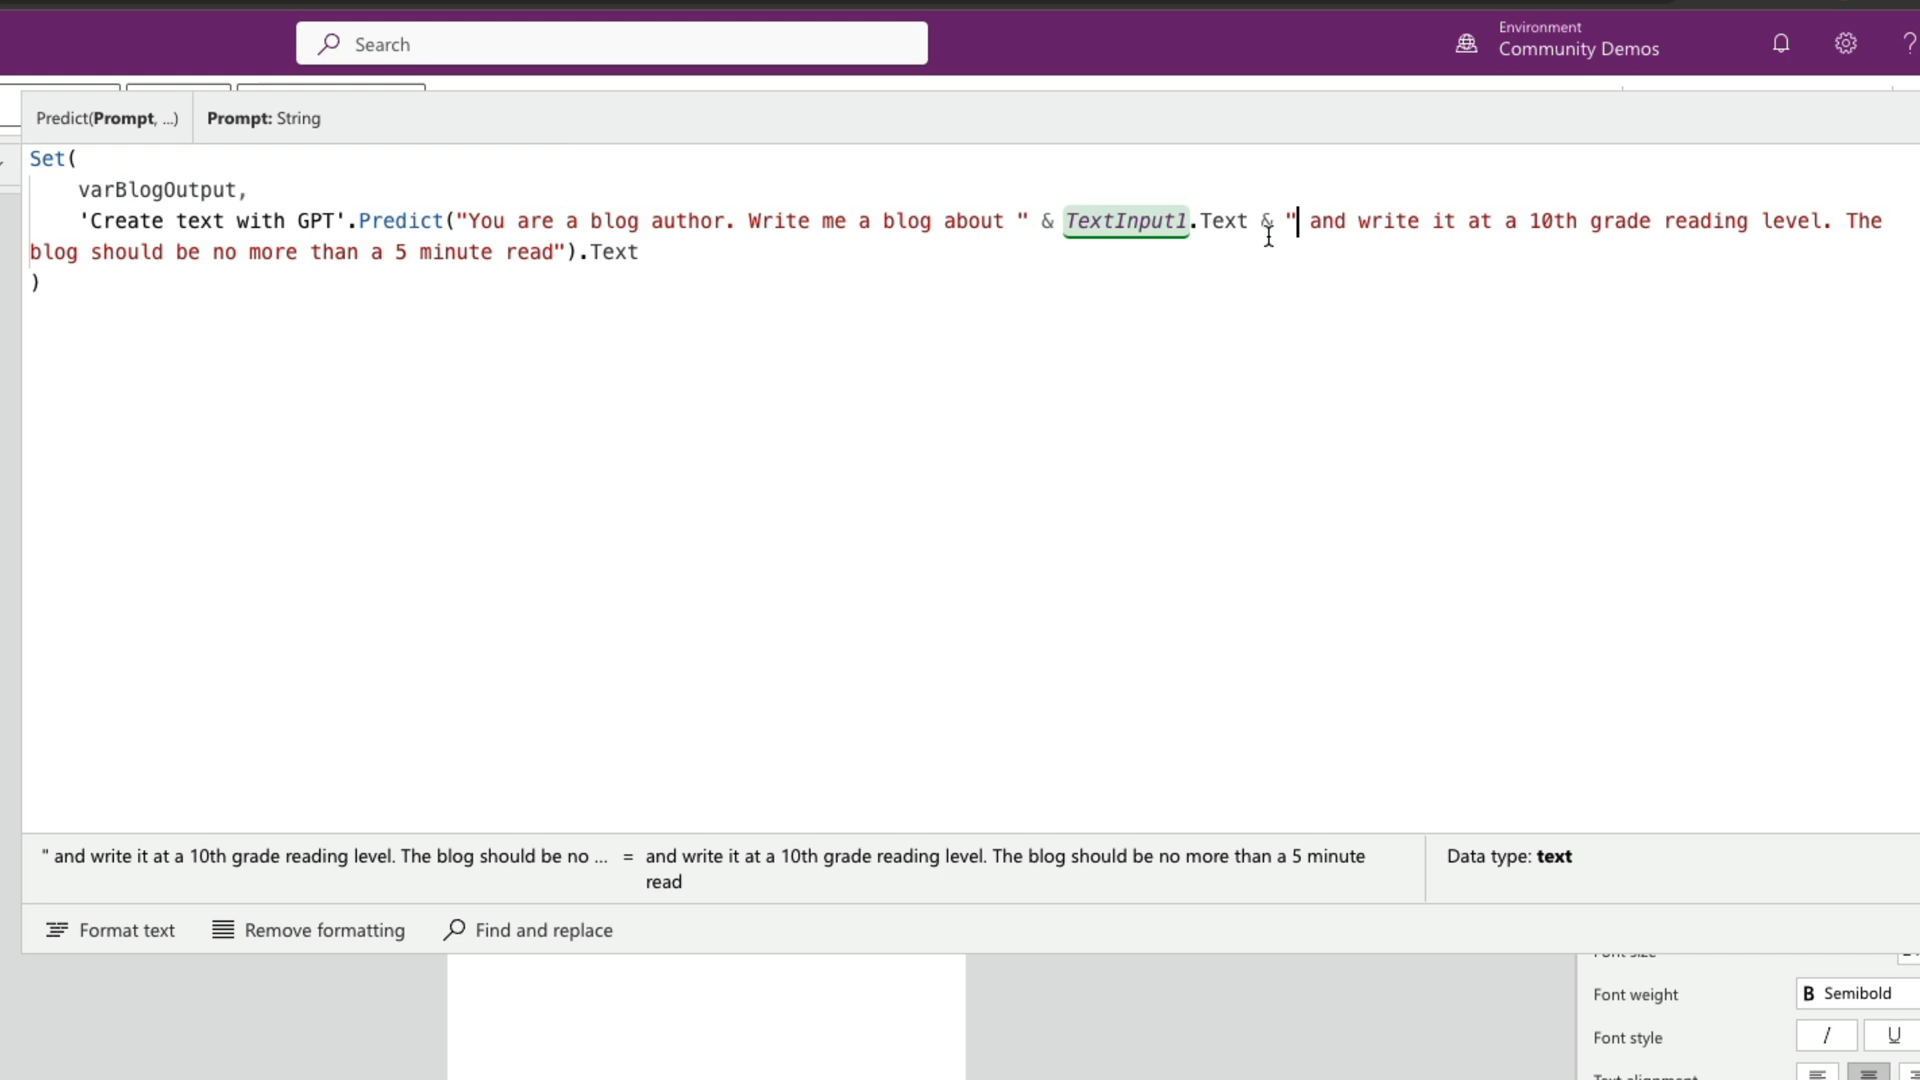 Search
Environment
Community Demos
Predict(Prompt, ...)
Prompt: String
Set(
varBlogOutput,
'Create text with GPT'.Predict("You are a blog author. Write me a blog about " & TextInput1.Text & " and write it at a 10th grade reading level. The
blog should be no more than a 5 minute read").Text
)
" and write it at a 10th grade reading level. The blog should be no ... = and write it at a 10th grade reading level. The blog should be no more than a 5 minute
read
Data type: text
Format text
Remove formatting
Find and replace
Font size
Font weight
B Semibold
Font style
/ U
Text alignment